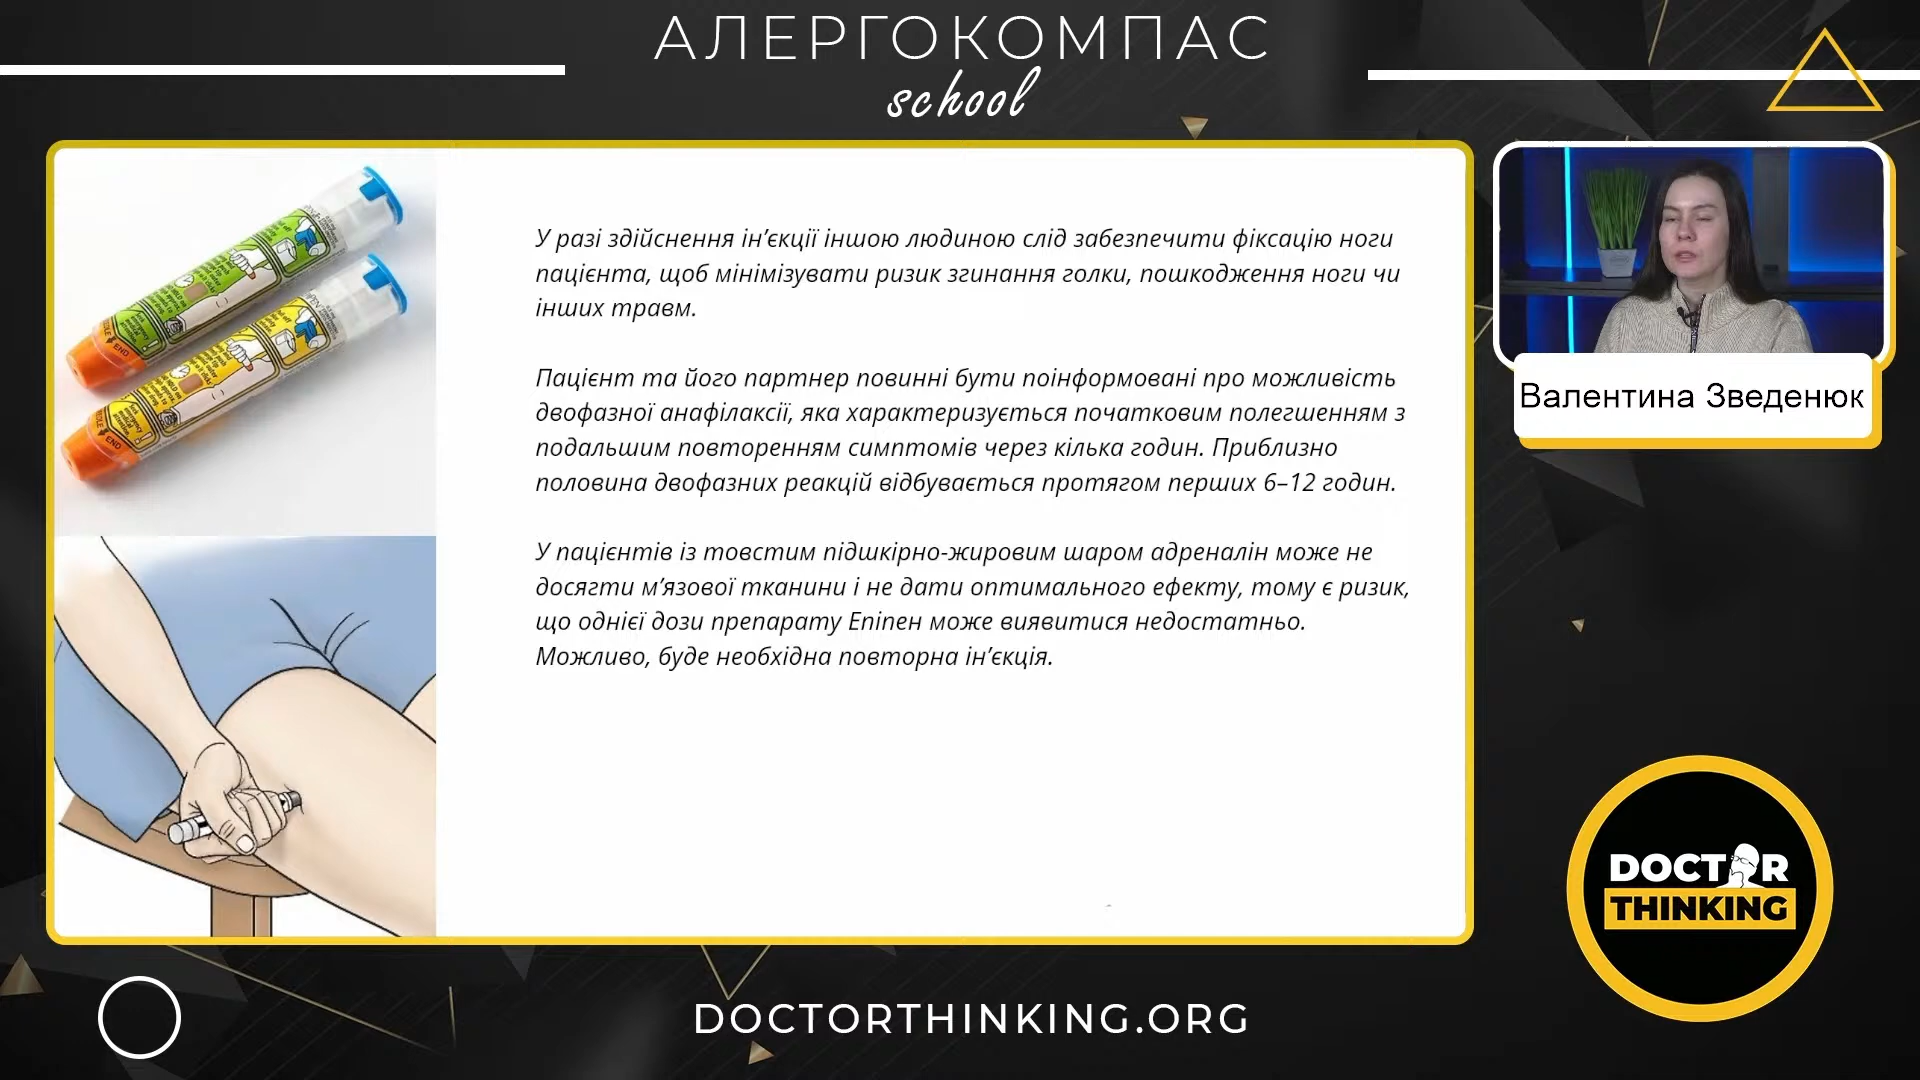 АЛЕРГОКОМПАС
school
У разі здійснення ін’єкції іншою людиною слід забезпечити фіксацію ноги
пацієнта, щоб мінімізувати ризик згинання голки, пошкодження ноги чи
інших травм.
Пацієнт та його партнер повинні бути поінформовані про можливість
двофазної анафілаксії, яка характеризується початковим полегшенням з
подальшим повторенням симптомів через кілька годин. Приблизно
половина двофазних реакцій відбувається протягом перших 6–12 годин.
У пацієнтів із товстим підшкірно-жировим шаром адреналін може не
досягти м’язової тканини і не дати оптимального ефекту, тому є ризик,
що однієї дози препарату Епіпен може виявитися недостатньо.
Можливо, буде необхідна повторна ін’єкція.
Валентина Зведенюк
DOCTOR
THINKING
DOCTORTHINKING.ORG